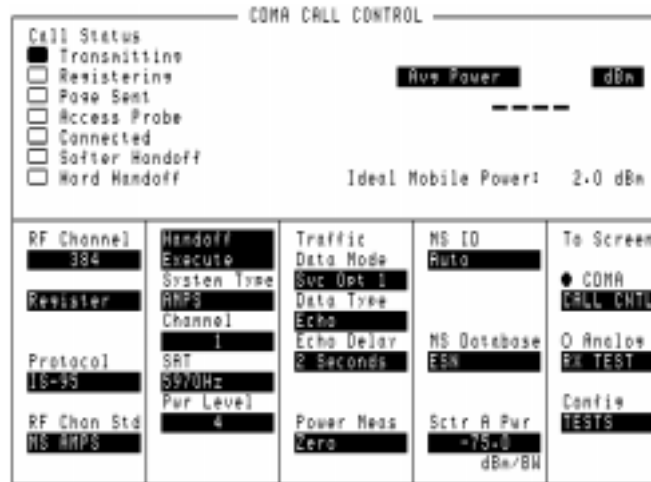 CDMA CALL CONTROL
Call Status
Transmitting
Registering
Page Sent
Access Probe
Connected
Softer Handoff
Hard Handoff
Avg Power
dBm
----
Ideal Mobile Power: 2.0 dBm
RF Channel
384
Register
Protocol
IS-95
RF Chan Std
MS AMPS
Handoff
Execute
System Type
AMPS
Channel
1
SAT
5970Hz
Pwr Level
4
Traffic
Data Mode
Svc Opt 1
Data Type
Echo
Echo Delay
2 Seconds
Power Meas
Zero
MS ID
Auto
MS Database
ESN
Sctr A Pwr
-75.0
dBm/BW
To Screen
CDMA
CALL CNTL
Analog
RX TEST
Config
TESTS